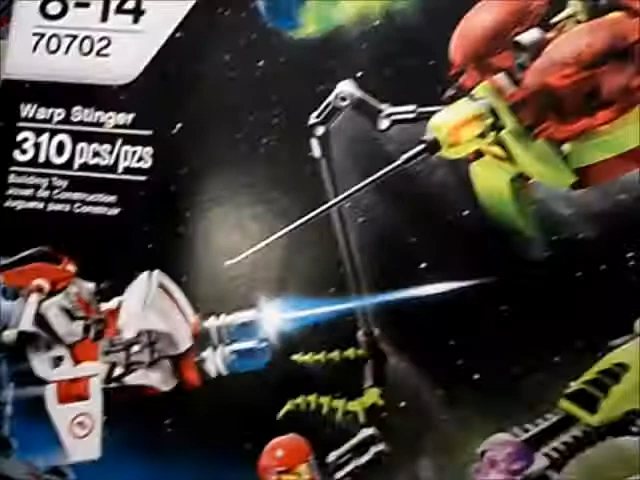 8-14
70702
Warp Stinger
310 pcs/pzs
Building Toy
Jouet de Construction
Juguete para Construir